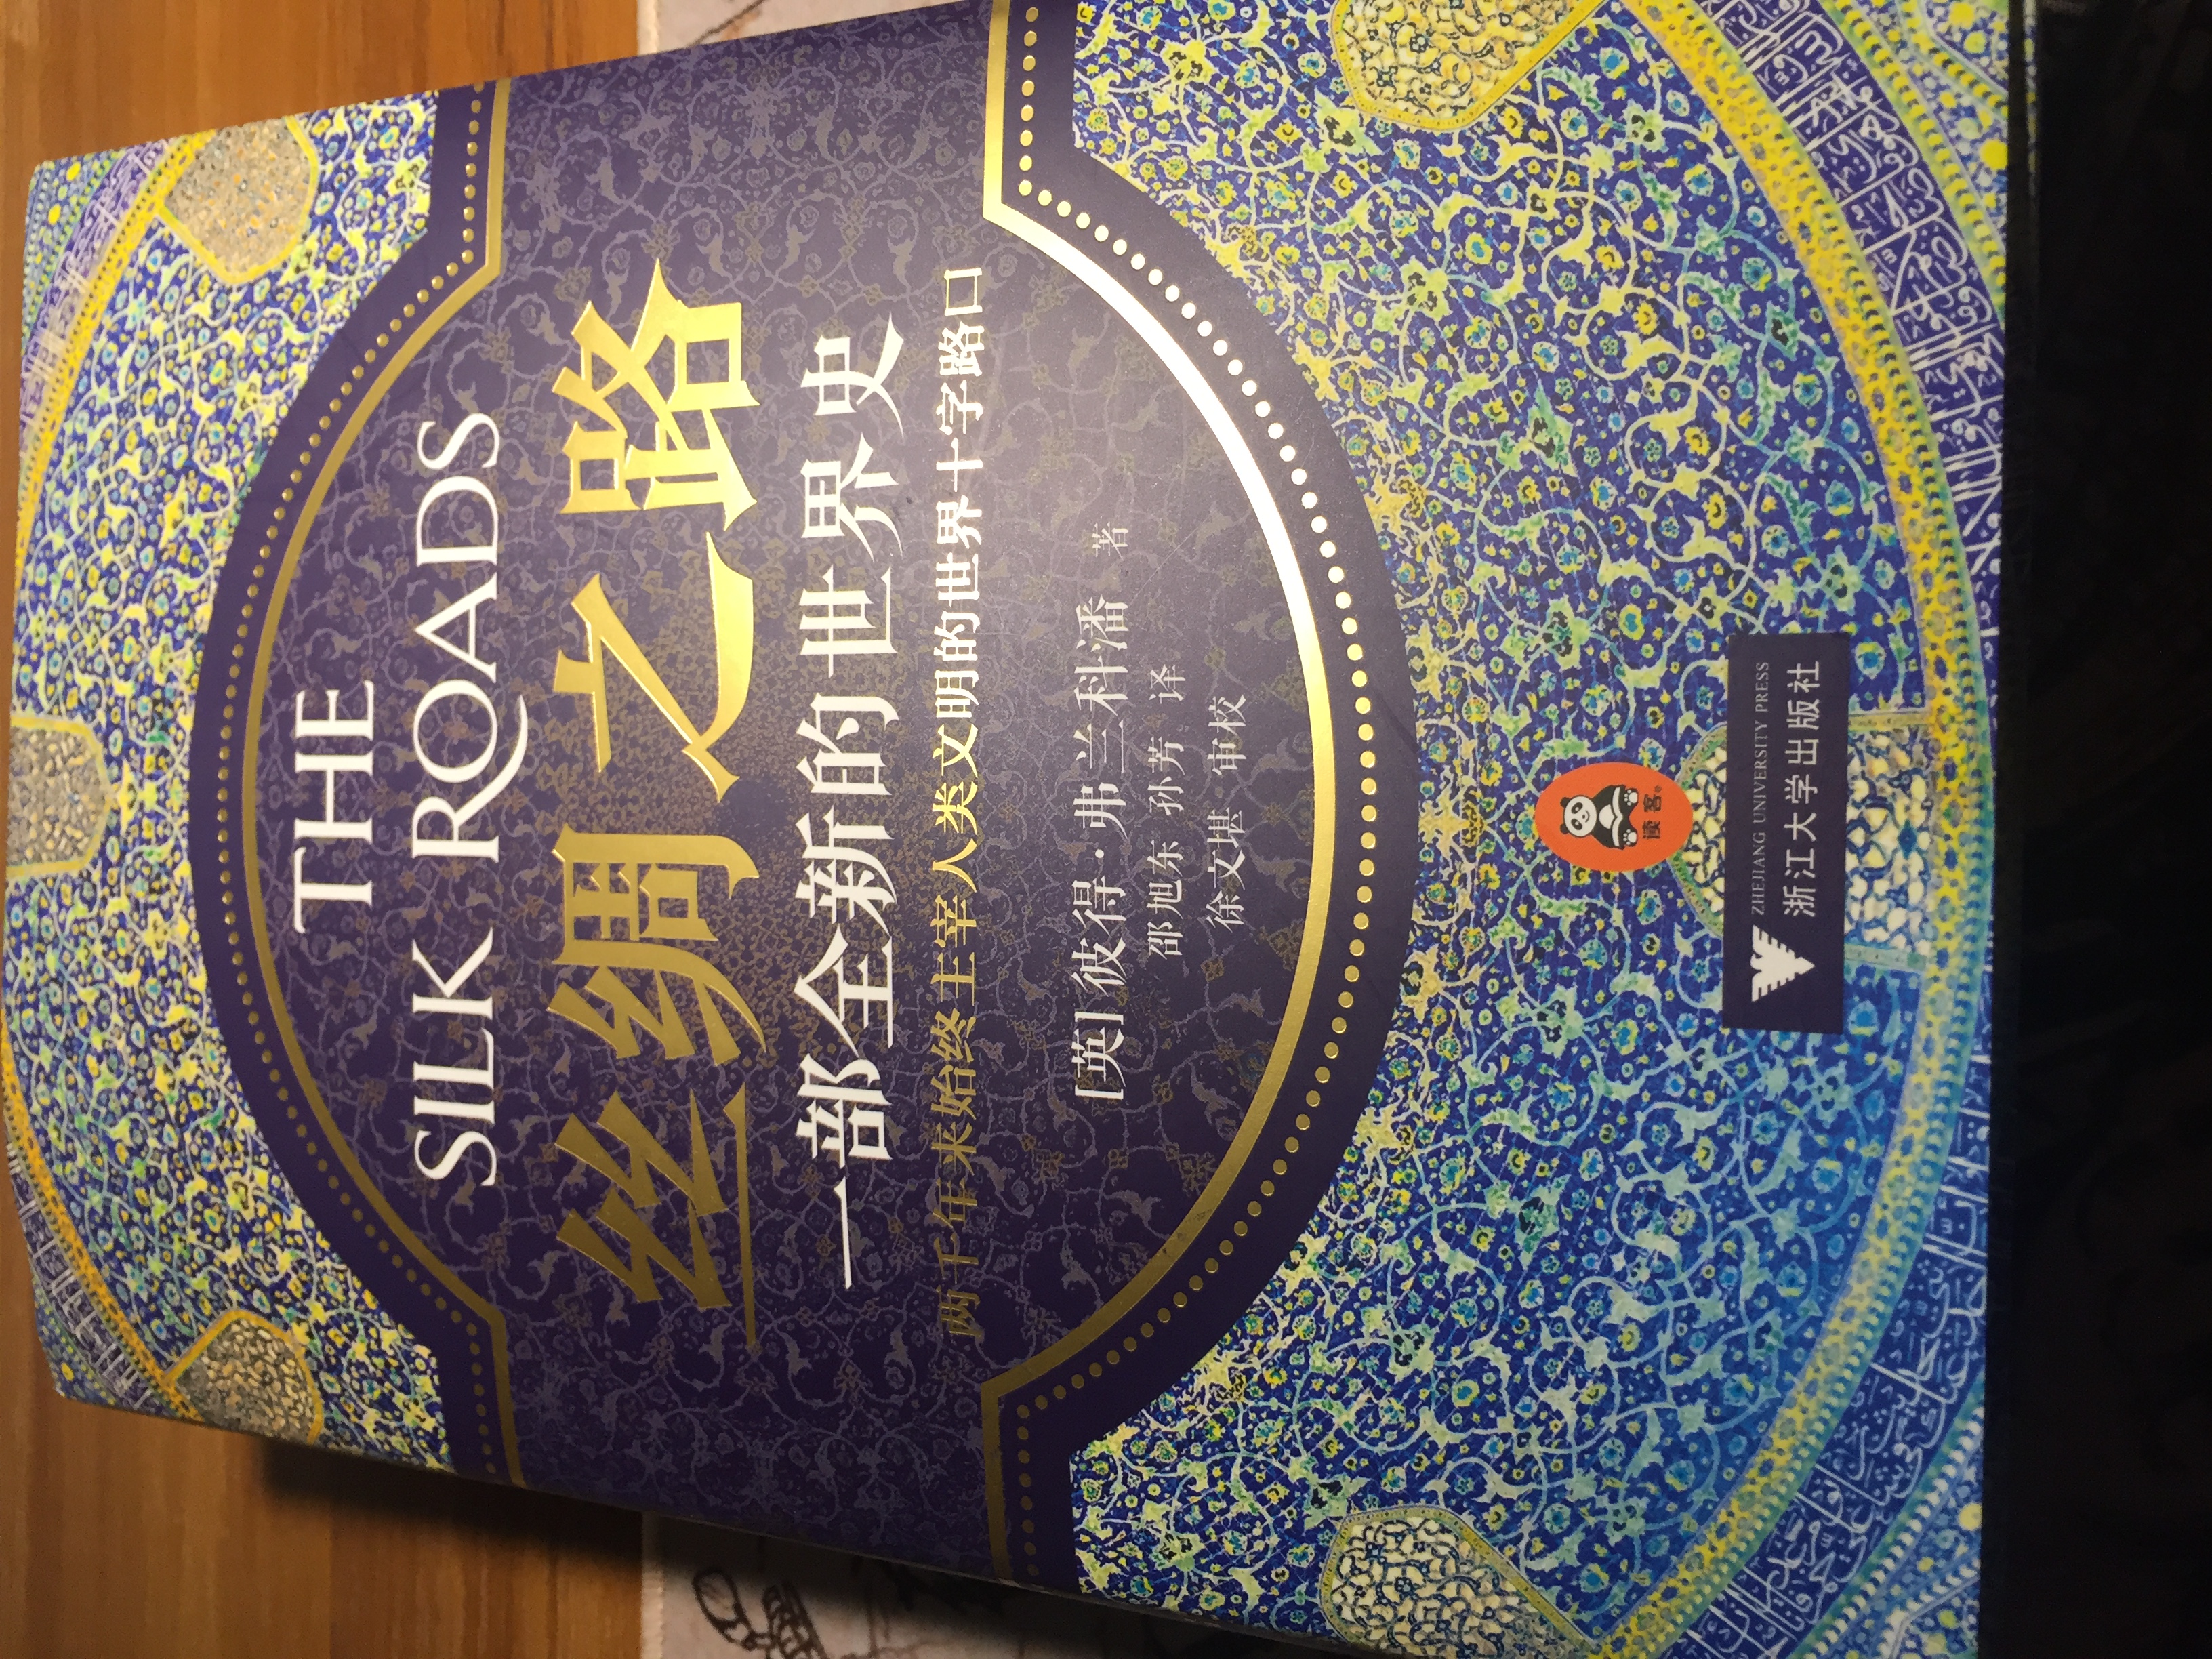 THE
SILK ROADS
丝绸之路
一部全新的世界史
两千年来始终主宰人类文明的世界十字路口
[英]彼得·弗兰科潘 著
邵旭东 孙芳 译
徐文堪 审校
读客
ZHEJIANG UNIVERSITY PRESS
浙江大学出版社